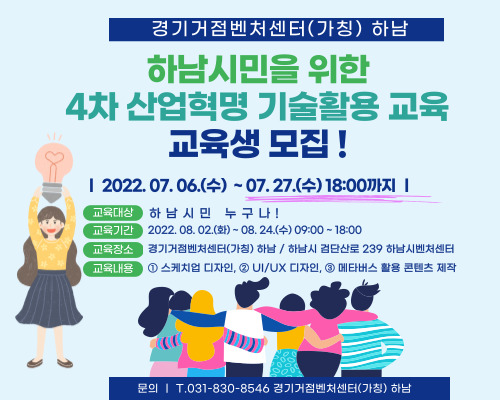 경기거점벤처센터(가칭) 하남
하남시민을 위한
4차 산업혁명 기술활용 교육
교육생 모집 !
ㅣ 2022. 07. 06.(수) ~ 07. 27.(수) 18:00까지 ㅣ
교육대상 하남시민 누구나!
교육기간 2022. 08. 02.(화) ~ 08. 24.(수) 09:00 ~ 18:00
교육장소 경기거점벤처센터(가칭) 하남 / 하남시 검단산로 239 하남시벤처센터
교육내용 ① 스케치업 디자인, ② UI/UX 디자인, ③ 메타버스 활용 콘텐츠 제작
문의 ㅣ T.031-830-8546 경기거점벤처센터(가칭) 하남